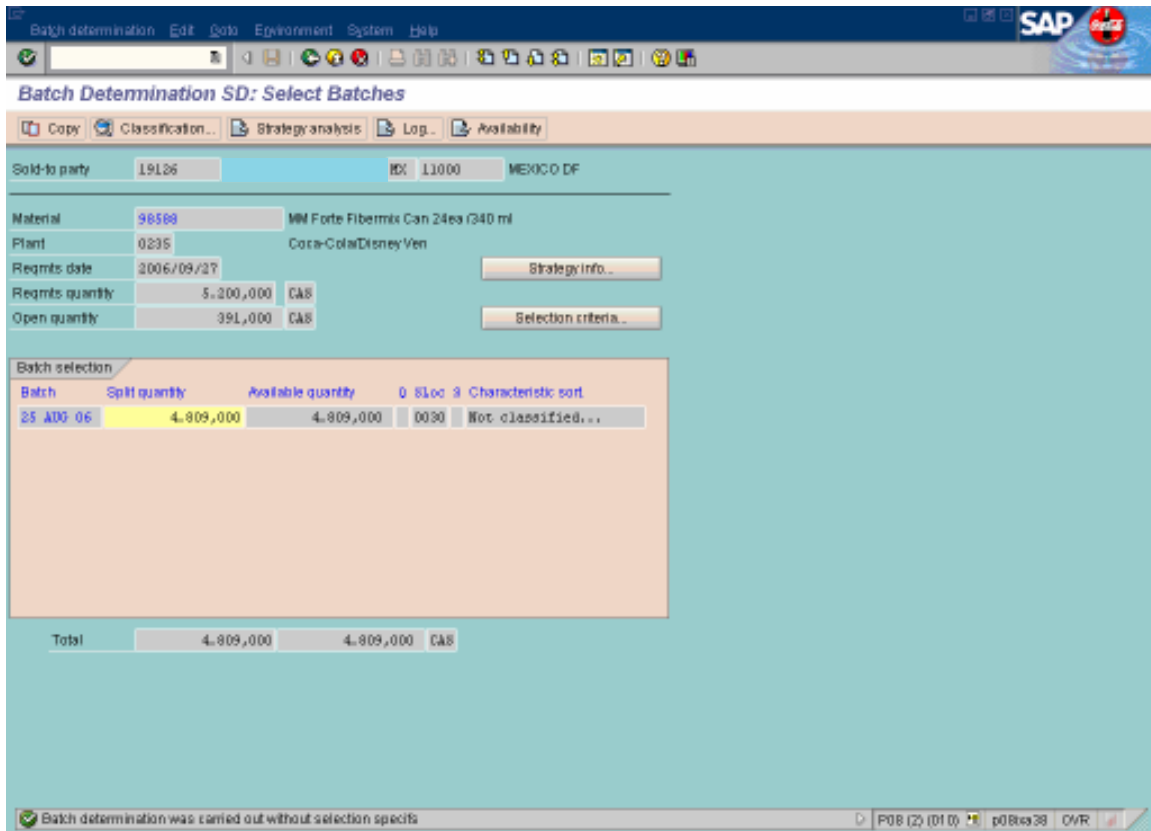 Batch determination Edit Goto Environment System Help
SAP
Batch Determination SD: Select Batches
Copy Classification... Strategy analysis Log... Availability
Sold-to party 19126 MX 11000 MEXICO DF
Material 98588 MM Forte Fibermix Can 24ea /340 ml
Plant 0235 Coca-Cola/Disney Ven
Reqmts date 2006/09/27 Strategy info...
Reqmts quantity 5.200,000 CAS
Open quantity 391,000 CAS Selection criteria...
Batch selection
Batch Split quantity Available quantity D SLoc S Characteristic sort
25 AUG 06 4.809,000 4.809,000 0030 Not classified...
Total 4.809,000 4.809,000 CAS
Batch determination was carried out without selection specifs
P08 (2) (010) OVR